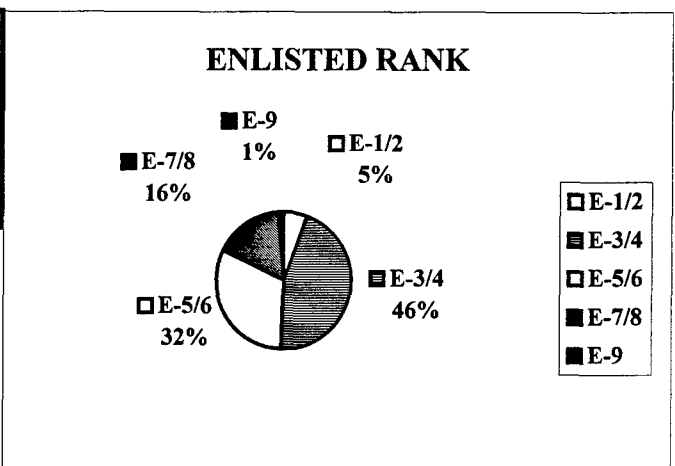 ENLISTED RANK
E-9
1%
E-1/2
5%
E-7/8
16%
E-3/4
46%
E-5/6
32%
E-1/2
E-3/4
E-5/6
E-7/8
E-9